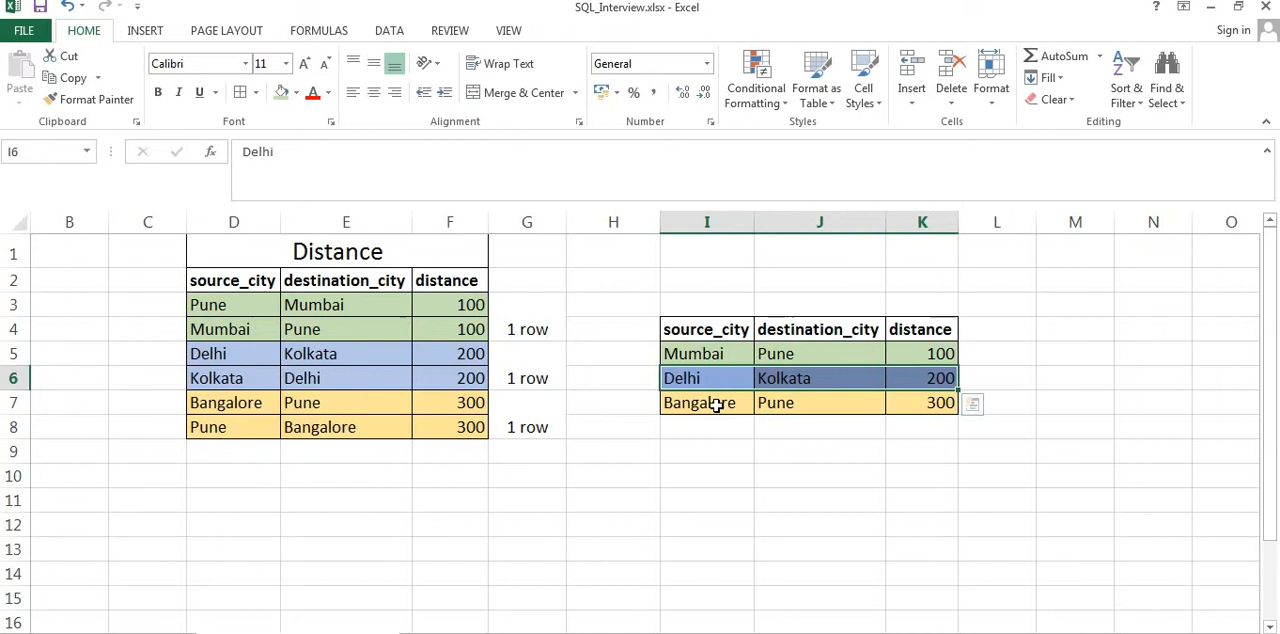 SQL_Interview.xlsx - Excel
? 
Sign in
FILE HOME INSERT PAGE LAYOUT FORMULAS DATA REVIEW VIEW
Paste
Cut
Copy
Format Painter
Clipboard
Calibri 11
B I U
Font
Wrap Text
Merge & Center
Alignment
General
% ,
Number
Conditional Formatting
Format as Table
Cell Styles
Styles
Insert Delete Format
Cells
AutoSum
Fill
Clear
Sort & Filter
Find & Select
Editing
I6 fx Delhi
B C D E F G H I J K L M N O
1 Distance
2 source_city destination_city distance
3 Pune Mumbai 100
4 Mumbai Pune 100 1 row source_city destination_city distance
5 Delhi Kolkata 200 Mumbai Pune 100
6 Kolkata Delhi 200 1 row Delhi Kolkata 200
7 Bangalore Pune 300 Bangalore Pune 300
8 Pune Bangalore 300 1 row
9
10
11
12
13
14
15
16